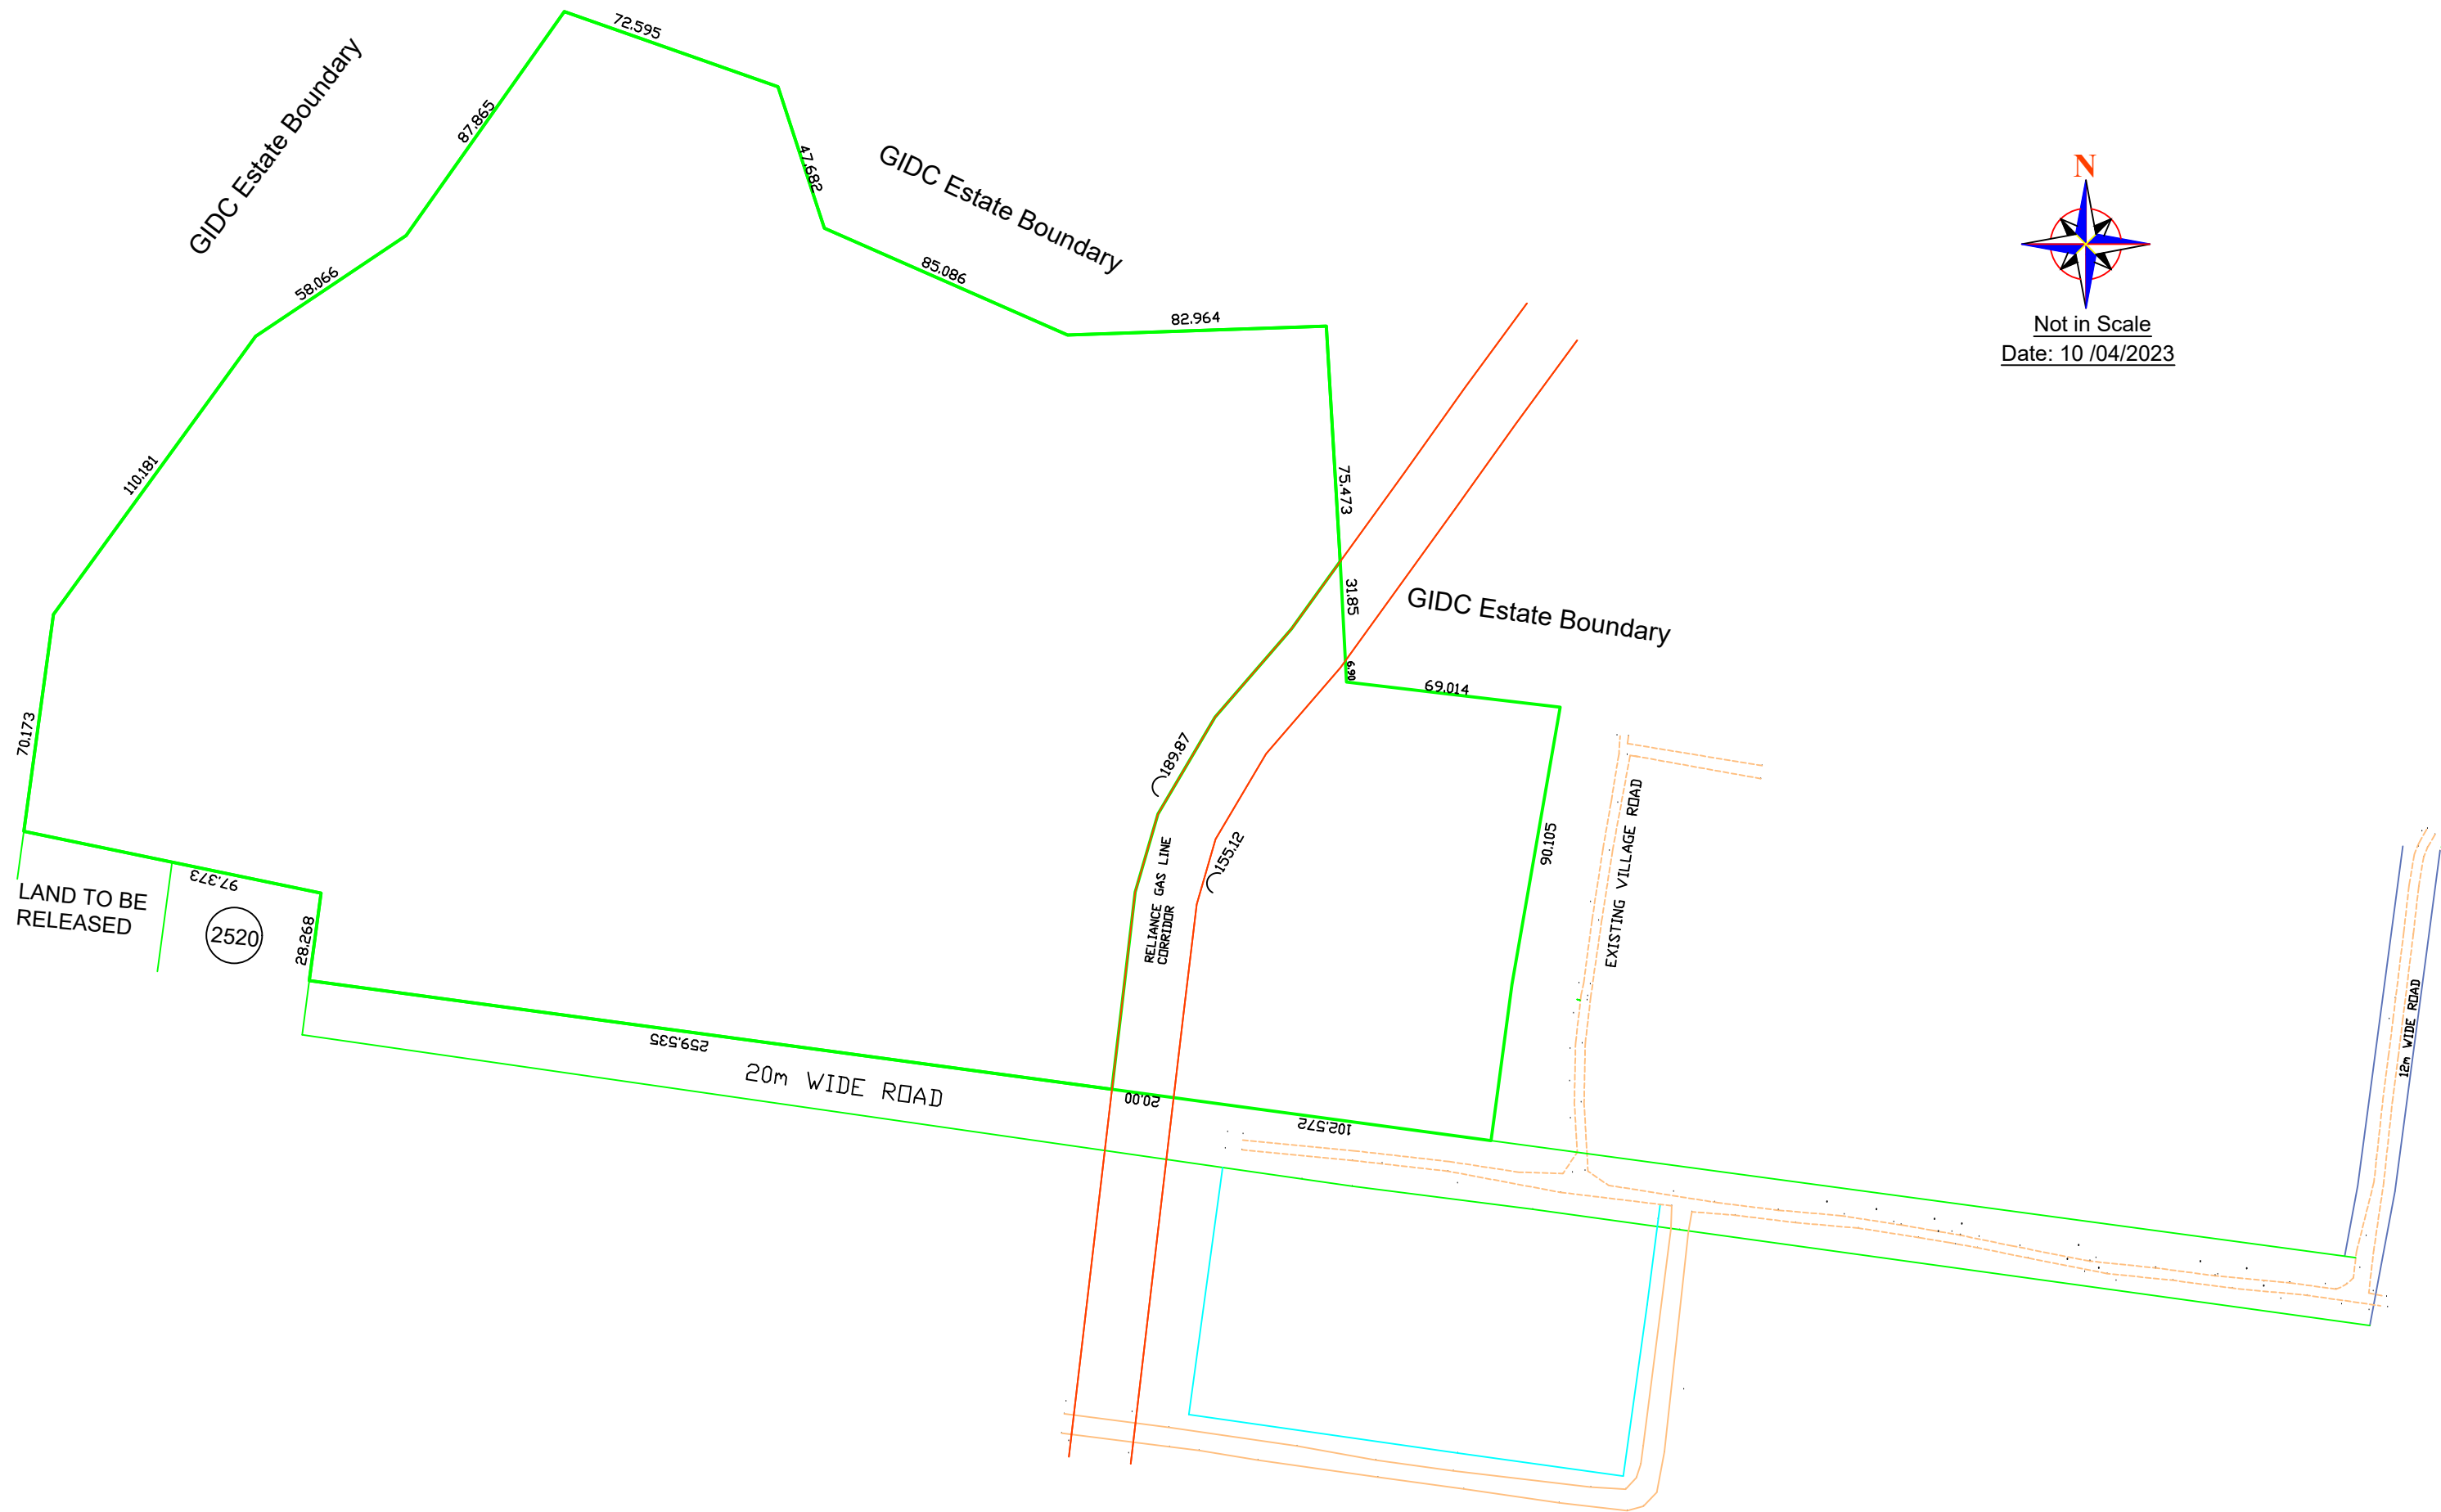 72.595
GIDC Estate Boundary
87.865
47.682
GIDC Estate Boundary
N
58.066
85.086
82.964
Not in Scale
Date: 10 /04/2023
110.181
75.473
31.85
GIDC Estate Boundary
6.90
69.014
70.173
189.87
155.12
90.105
EXISTING VILLAGE ROAD
RELIANCE GAS LINE
CORRIDOR
97.373
LAND TO BE
RELEASED
2520
28.268
12m WIDE ROAD
259.535
20m WIDE ROAD
20.00
102.572